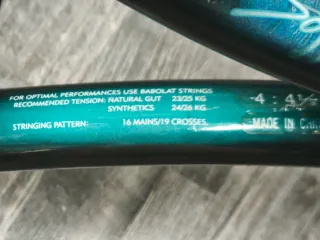 FOR OPTIMAL PERFORMANCES USE BABOLAT STRINGS
RECOMMENDED TENSION: NATURAL GUT 23/25 KG
SYNTHETICS 24/26 KG
STRINGING PATTERN: 16 MAINS/19 CROSSES
4
MADE IN